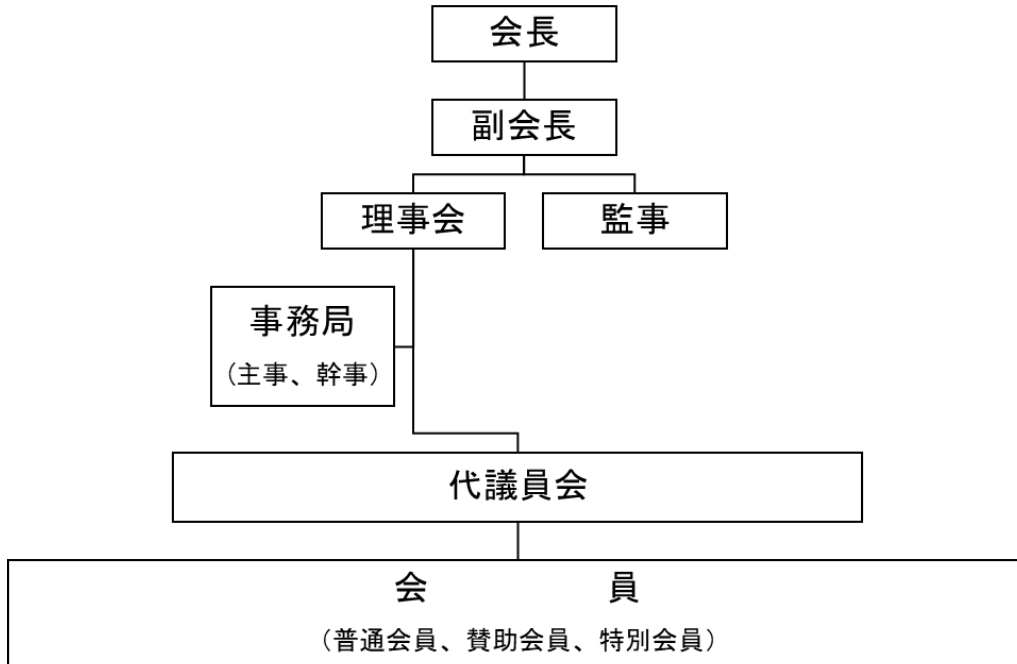 会長
副会長
理事会
監事
事務局
（主事、幹事）
代議員会
会　員
（普通会員、賛助会員、特別会員）